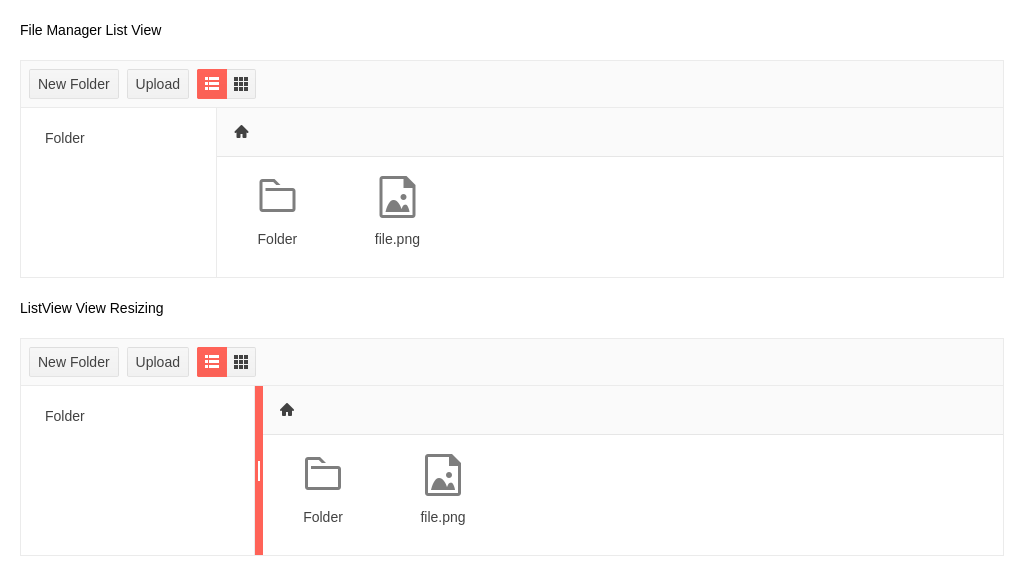 File Manager List View
New Folder Upload
Folder
Folder file.png
ListView View Resizing
New Folder Upload
Folder
Folder file.png